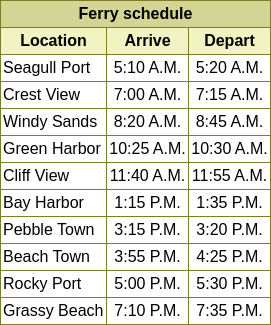 Ferry schedule
Location Arrive Depart
Seagull Port 5:10 A.M. 5:20 A.M.
Crest View 7:00 A.M. 7:15 A.M.
Windy Sands 8:20 A.M. 8:45 A.M.
Green Harbor 10:25 A.M. 10:30 A.M.
Cliff View 11:40 A.M. 11:55 A.M.
Bay Harbor 1:15 P.M. 1:35 P.M.
Pebble Town 3:15 P.M. 3:20 P.M.
Beach Town 3:55 P.M. 4:25 P.M.
Rocky Port 5:00 P.M. 5:30 P.M.
Grassy Beach 7:10 P.M. 7:35 P.M.